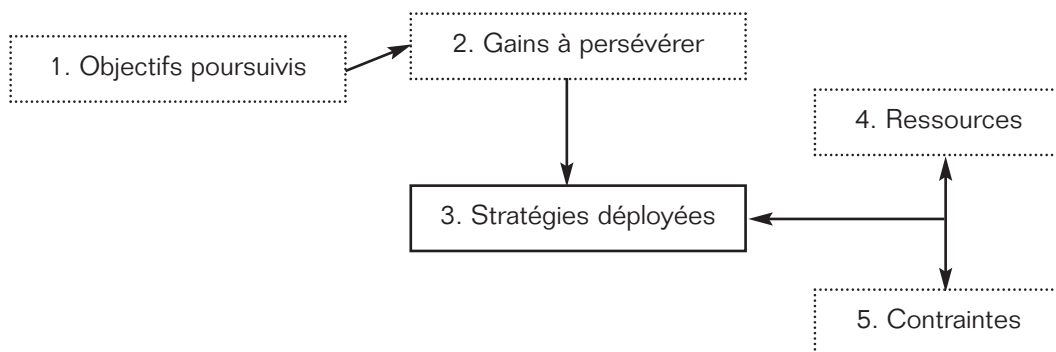 1. Objectifs poursuivis
2. Gains à persévérer
3. Stratégies déployées
4. Ressources
5. Contraintes